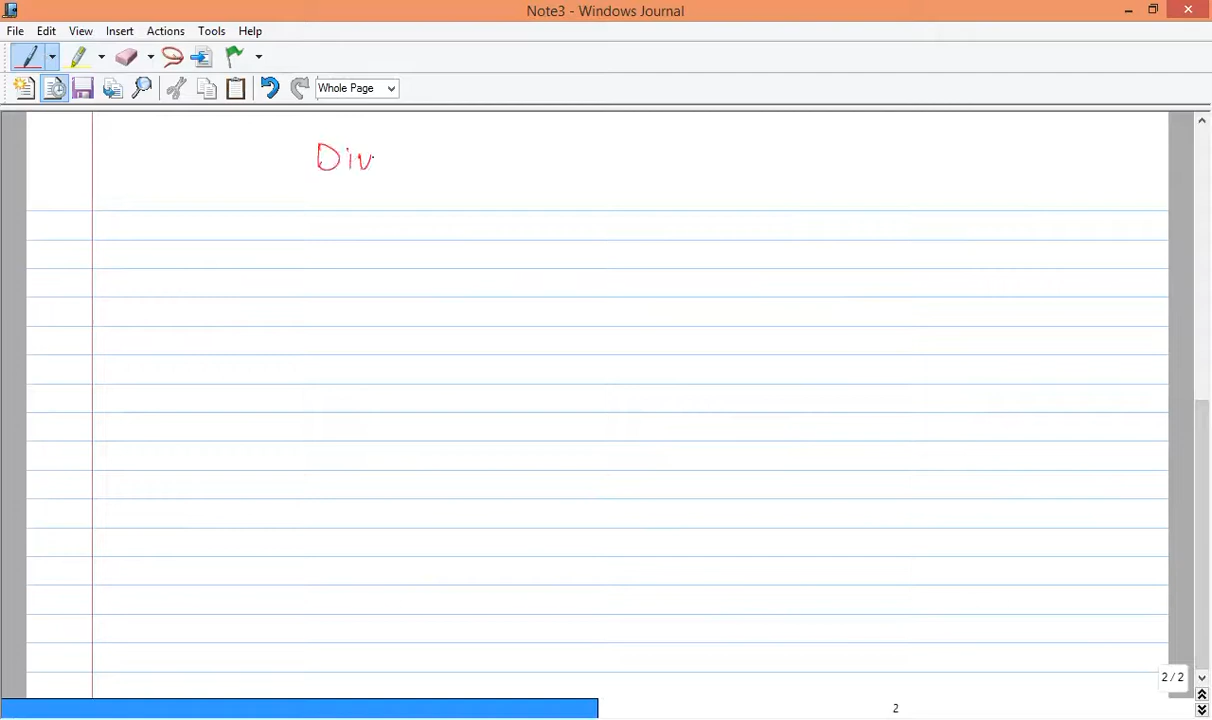 Note3 - Windows Journal
File Edit View Insert Actions Tools Help
Whole Page
Div
2 / 2
2